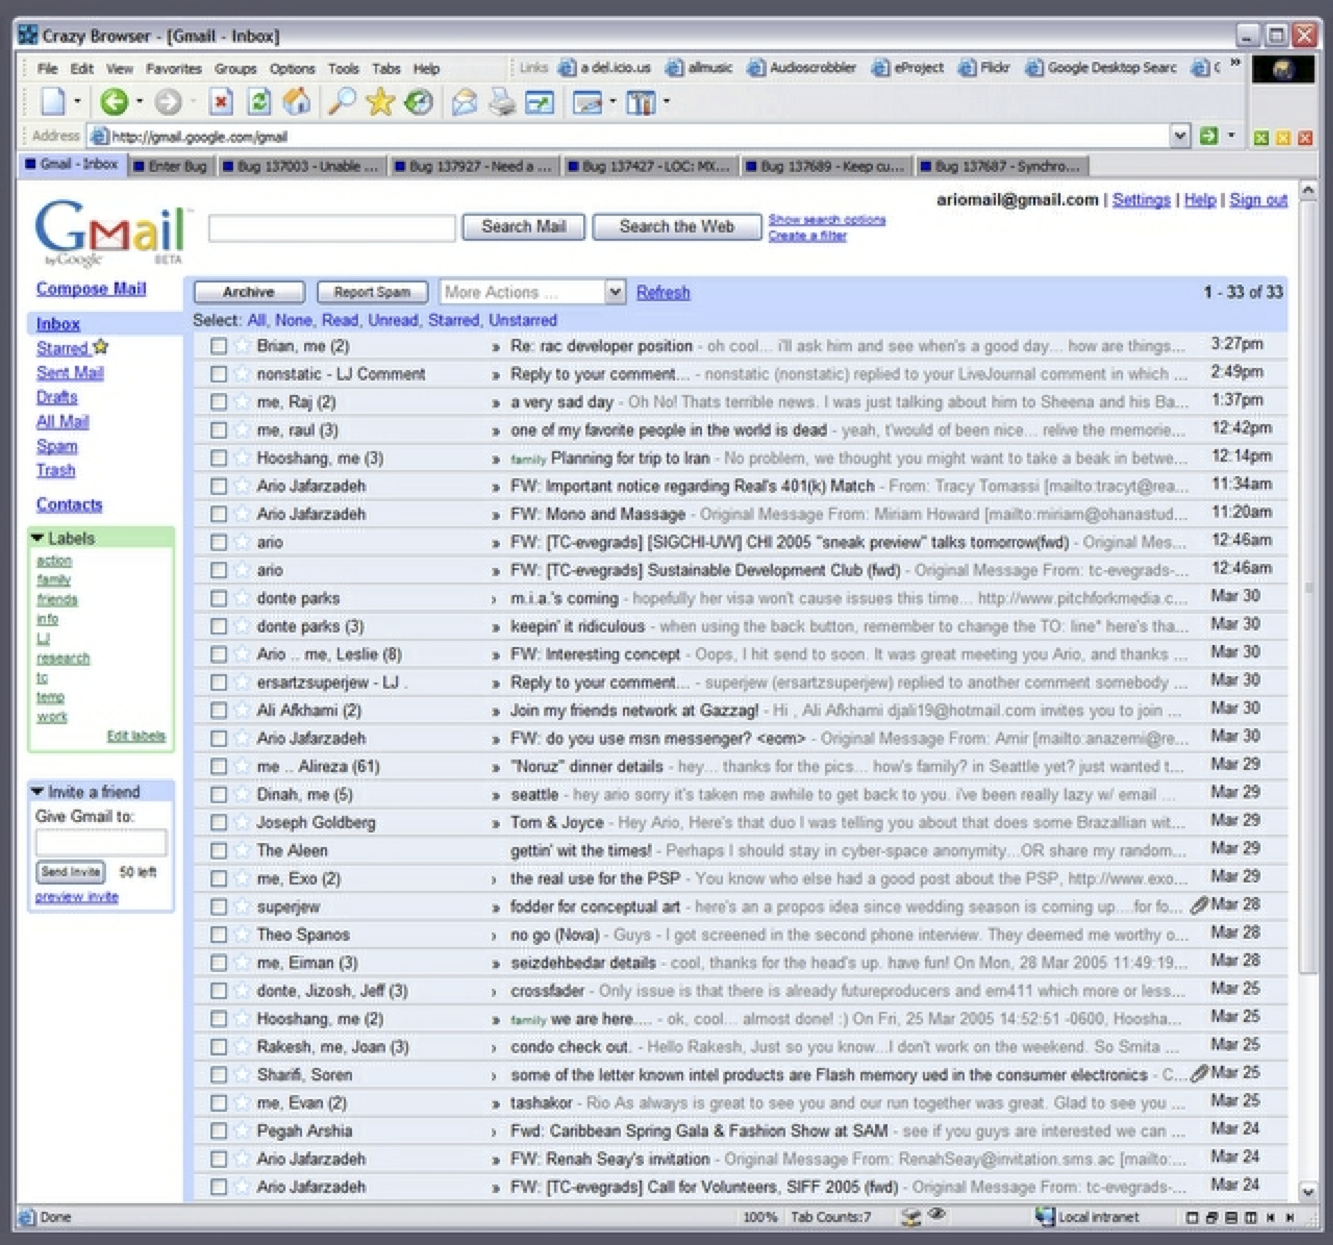 Crazy Browser - [Gmail - Inbox]
File Edit View Favorites Groups Options Tools Tabs Help Links a del.icio.us allmusic Audioscrobbler eProject Flickr Google Desktop Searc
Address http://gmail.google.com/gmail
Gmail - Inbox Enter Bug Bug 137003 - Unable ... Bug 137927 - Need a ... Bug 137427 - LOC: MX... Bug 137689 - Keep cu... Bug 137687 - Synchro...
ariomail@gmail.com | Settings | Help | Sign out
Gmail by Google BETA
Search Mail Search the Web Show search options
Create a filter
Compose Mail
Inbox
Starred
Sent Mail
Drafts
All Mail
Spam
Trash
Contacts
Labels
action
family
friends
info
LJ
research
tc
temp
work
Edit labels
Invite a friend
Give Gmail to:
Send Invite 50 left
preview invite
Archive Report Spam More Actions ... Refresh 1 - 33 of 33
Select: All, None, Read, Unread, Starred, Unstarred
Brian, me (2) » Re: rac developer position - oh cool... i'll ask him and see when's a good day... how are things... 3:27pm
nonstatic - LJ Comment » Reply to your comment... - nonstatic (nonstatic) replied to your LiveJournal comment in which ... 2:49pm
me, Raj (2) » a very sad day - Oh No! Thats terrible news. I was just talking about him to Sheena and his Ba... 1:37pm
me, raul (3) » one of my favorite people in the world is dead - yeah, t'would of been nice... relive the memorie... 12:42pm
Hooshang, me (3) » family Planning for trip to Iran - No problem, we thought you might want to take a beak in betwe... 12:14pm
Ario Jafarzadeh » FW: Important notice regarding Real's 401(k) Match - From: Tracy Tomassi [mailto:tracyt@rea... 11:34am
Ario Jafarzadeh » FW: Mono and Massage - Original Message From: Miriam Howard [mailto:miriam@ohanastud... 11:20am
ario » FW: [TC-evegrads] [SIGCHI-UW] CHI 2005 "sneak preview" talks tomorrow(fwd) - Original Mes... 12:46am
ario » FW: [TC-evegrads] Sustainable Development Club (fwd) - Original Message From: tc-evegrads-... 12:46am
donte parks › m.i.a.'s coming - hopefully her visa won't cause issues this time... http://www.pitchforkmedia.c... Mar 30
donte parks (3) » keepin' it ridiculous - when using the back button, remember to change the TO: line* here's tha... Mar 30
Ario .. me, Leslie (8) » FW: Interesting concept - Oops, I hit send to soon. It was great meeting you Ario, and thanks ... Mar 30
ersartzsuperjew - LJ . » Reply to your comment... - superjew (ersartzsuperjew) replied to another comment somebody ... Mar 30
Ali Afkhami (2) » Join my friends network at Gazzag! - Hi , Ali Afkhami djali19@hotmail.com invites you to join ... Mar 30
Ario Jafarzadeh » FW: do you use msn messenger? <eom> - Original Message From: Amir [mailto:anazemi@re... Mar 30
me .. Alireza (61) » "Noruz" dinner details - hey... thanks for the pics... how's family? in Seattle yet? just wanted t... Mar 29
Dinah, me (5) » seattle - hey ario sorry it's taken me awhile to get back to you. i've been really lazy w/ email ... Mar 29
Joseph Goldberg » Tom & Joyce - Hey Ario, Here's that duo I was telling you about that does some Brazallian wit... Mar 29
The Aleen gettin' wit the times! - Perhaps I should stay in cyber-space anonymity...OR share my random... Mar 29
me, Exo (2) › the real use for the PSP - You know who else had a good post about the PSP, http://www.exo... Mar 29
superjew » fodder for conceptual art - here's an a propos idea since wedding season is coming up....for fo... Mar 28
Theo Spanos › no go (Nova) - Guys - I got screened in the second phone interview. They deemed me worthy o... Mar 28
me, Eiman (3) » seizdehbedar details - cool, thanks for the head's up. have fun! On Mon, 28 Mar 2005 11:49:19... Mar 28
donte, Jizosh, Jeff (3) › crossfader - Only issue is that there is already futureproducers and em411 which more or less... Mar 25
Hooshang, me (2) » family we are here.... - ok, cool... almost done! :) On Fri, 25 Mar 2005 14:52:51 -0600, Hoosha... Mar 25
Rakesh, me, Joan (3) › condo check out. - Hello Rakesh, Just so you know...I don't work on the weekend. So Smita ... Mar 25
Sharifi, Soren › some of the letter known intel products are Flash memory ued in the consumer electronics - C... Mar 25
me, Evan (2) » tashakor - Rio As always is great to see you and our run together was great. Glad to see you ... Mar 25
Pegah Arshia › Fwd: Caribbean Spring Gala & Fashion Show at SAM - see if you guys are interested we can ... Mar 24
Ario Jafarzadeh » FW: Renah Seay's invitation - Original Message From: RenahSeay@invitation.sms.ac [mailto:... Mar 24
Ario Jafarzadeh » FW: [TC-evegrads] Call for Volunteers, SIFF 2005 (fwd) - Original Message From: tc-evegrads-... Mar 24
Done 100% Tab Counts:7 Local intranet